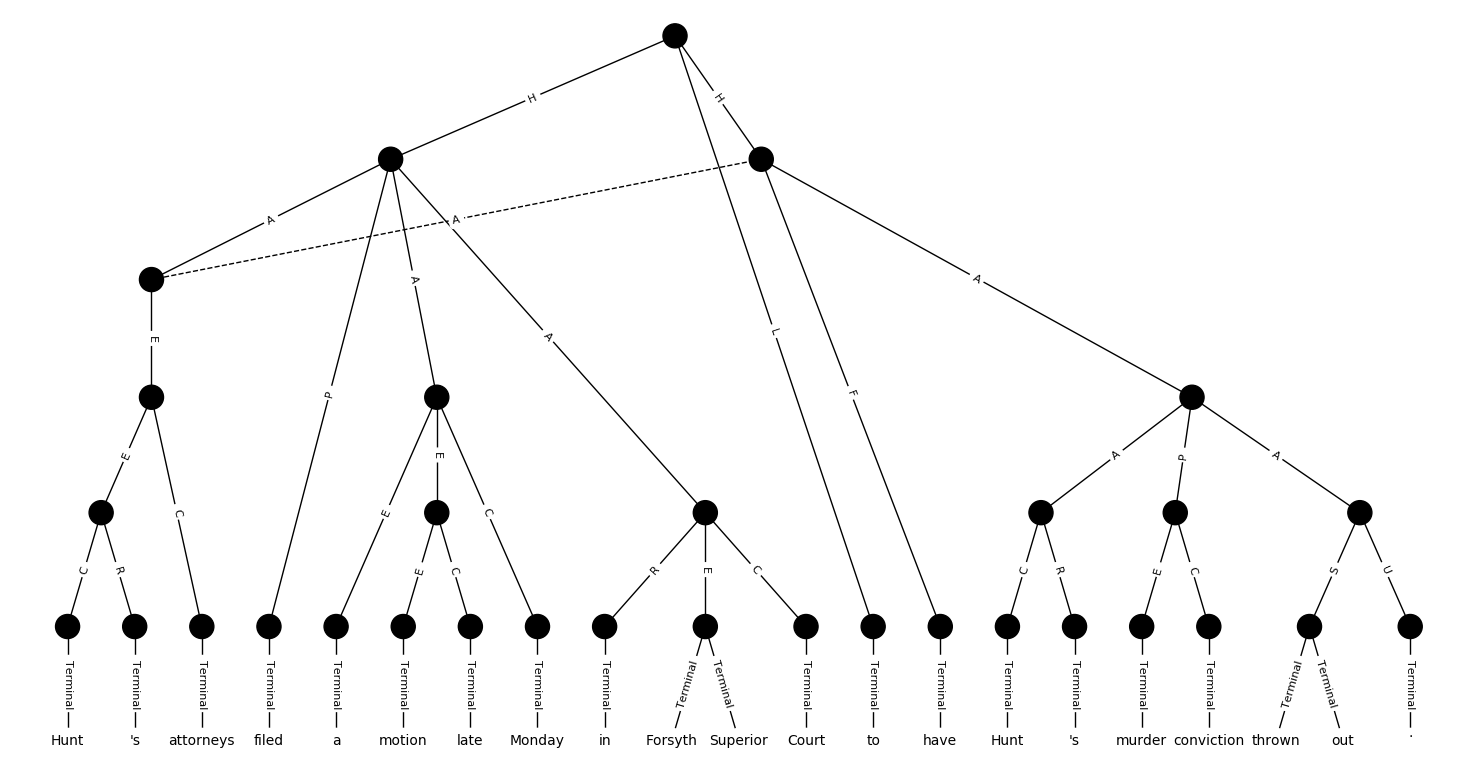 H H
A A A A L F A
E P
E C E E C R E C A P A
C R E C C R E C S U
Terminal Terminal Terminal Terminal Terminal Terminal Terminal Terminal Terminal Terminal Terminal Terminal Terminal Terminal Terminal Terminal Terminal Terminal Terminal Terminal Terminal
Hunt 's attorneys filed a motion late Monday in Forsyth Superior Court to have Hunt 's murder conviction thrown out .